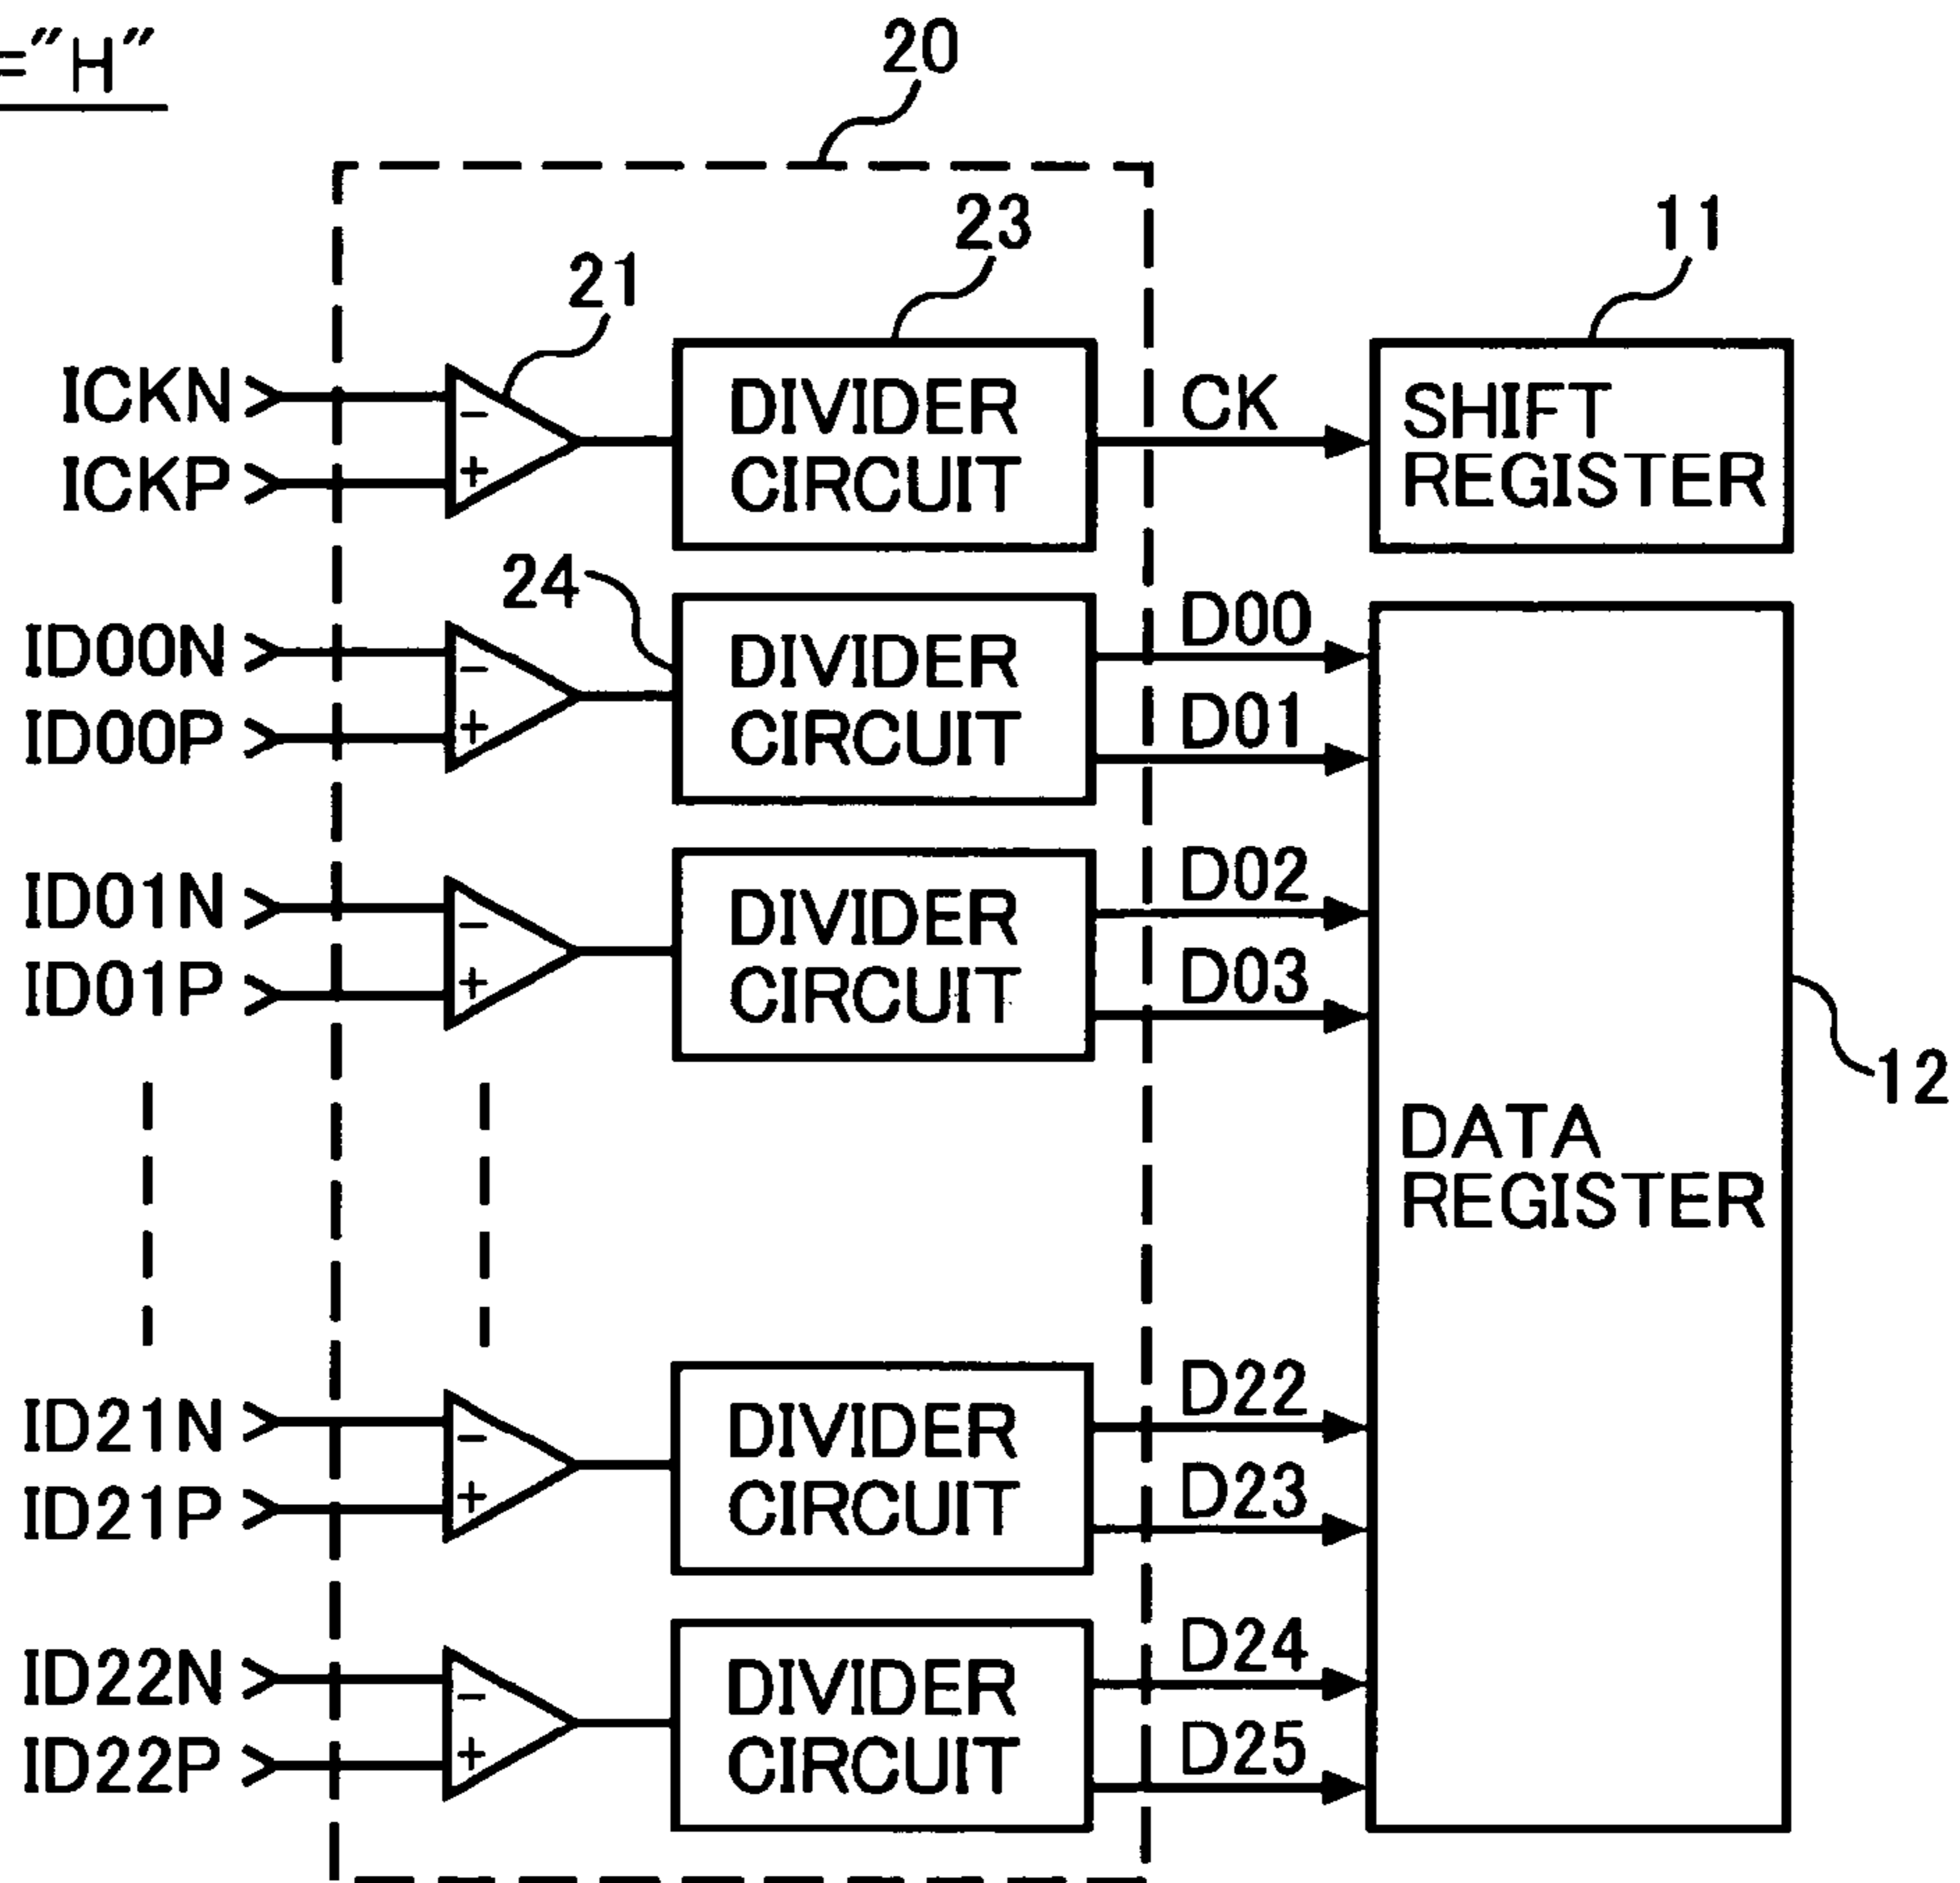 ="H"
20
23
11
21
ICKN
ICKP
DIVIDER
CIRCUIT
CK
SHIFT
REGISTER
24
ID00N
ID00P
DIVIDER
CIRCUIT
D00
D01
ID01N
ID01P
DIVIDER
CIRCUIT
D02
D03
12
DATA
REGISTER
ID21N
ID21P
DIVIDER
CIRCUIT
D22
D23
ID22N
ID22P
DIVIDER
CIRCUIT
D24
D25